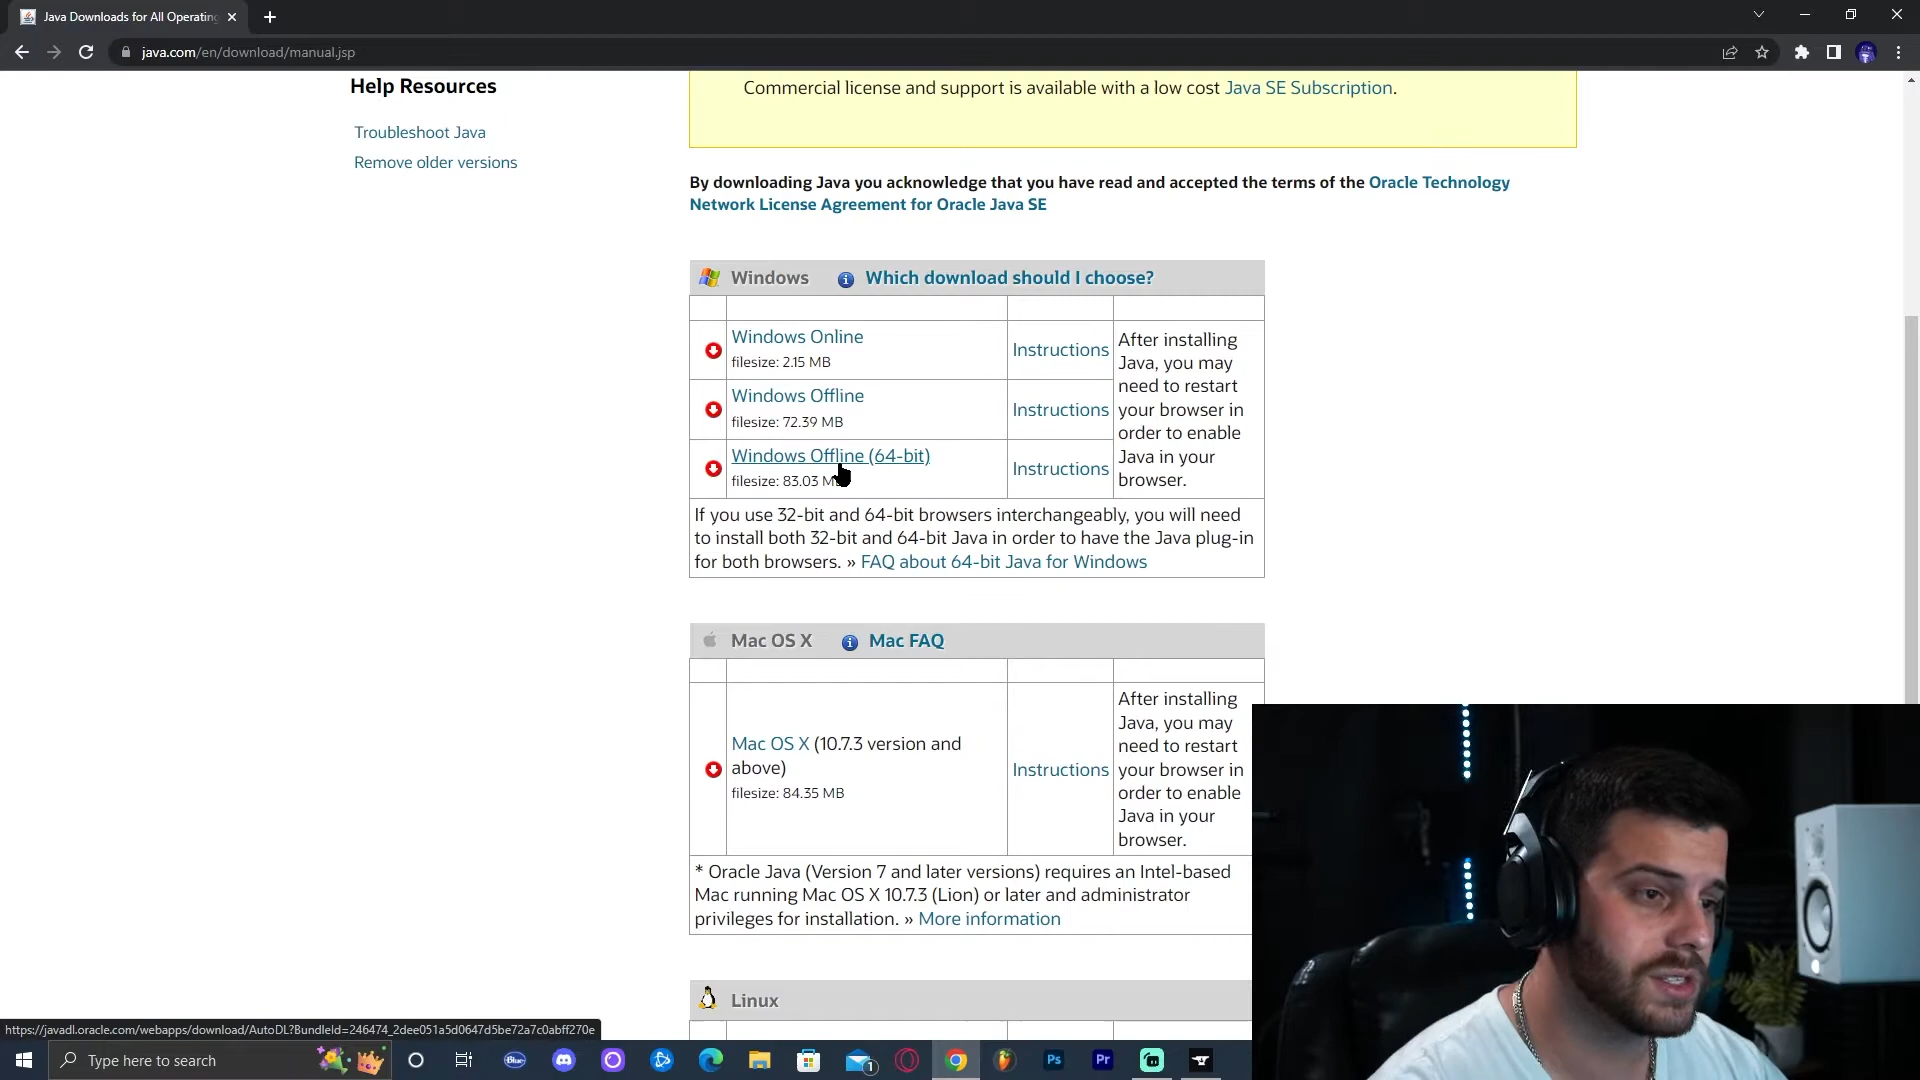 Java Downloads for All Operating
java.com/en/download/manual.jsp
Help Resources
Troubleshoot Java
Remove older versions
Commercial license and support is available with a low cost Java SE Subscription.
By downloading Java you acknowledge that you have read and accepted the terms of the Oracle Technology
Network License Agreement for Oracle Java SE
Windows Which download should I choose?
Windows Online
filesize: 2.15 MB
Instructions
Windows Offline
filesize: 72.39 MB
Instructions
Windows Offline (64-bit)
filesize: 83.03
Instructions
After installing
Java, you may
need to restart
your browser in
order to enable
Java in your
browser.
If you use 32-bit and 64-bit browsers interchangeably, you will need
to install both 32-bit and 64-bit Java in order to have the Java plug-in
for both browsers. » FAQ about 64-bit Java for Windows
Mac OS X Mac FAQ
Mac OS X (10.7.3 version and
above)
filesize: 84.35 MB
Instructions
After installing
Java, you may
need to restart
your browser in
order to enable
Java in your
browser.
* Oracle Java (Version 7 and later versions) requires an Intel-based
Mac running Mac OS X 10.7.3 (Lion) or later and administrator
privileges for installation. » More information
Linux
https://javadl.oracle.com/webapps/download/AutoDL?BundleId=246474_2dee051a5d0647d5be72a7c0abff270e
Type here to search
Blue
1
Ps
Pr